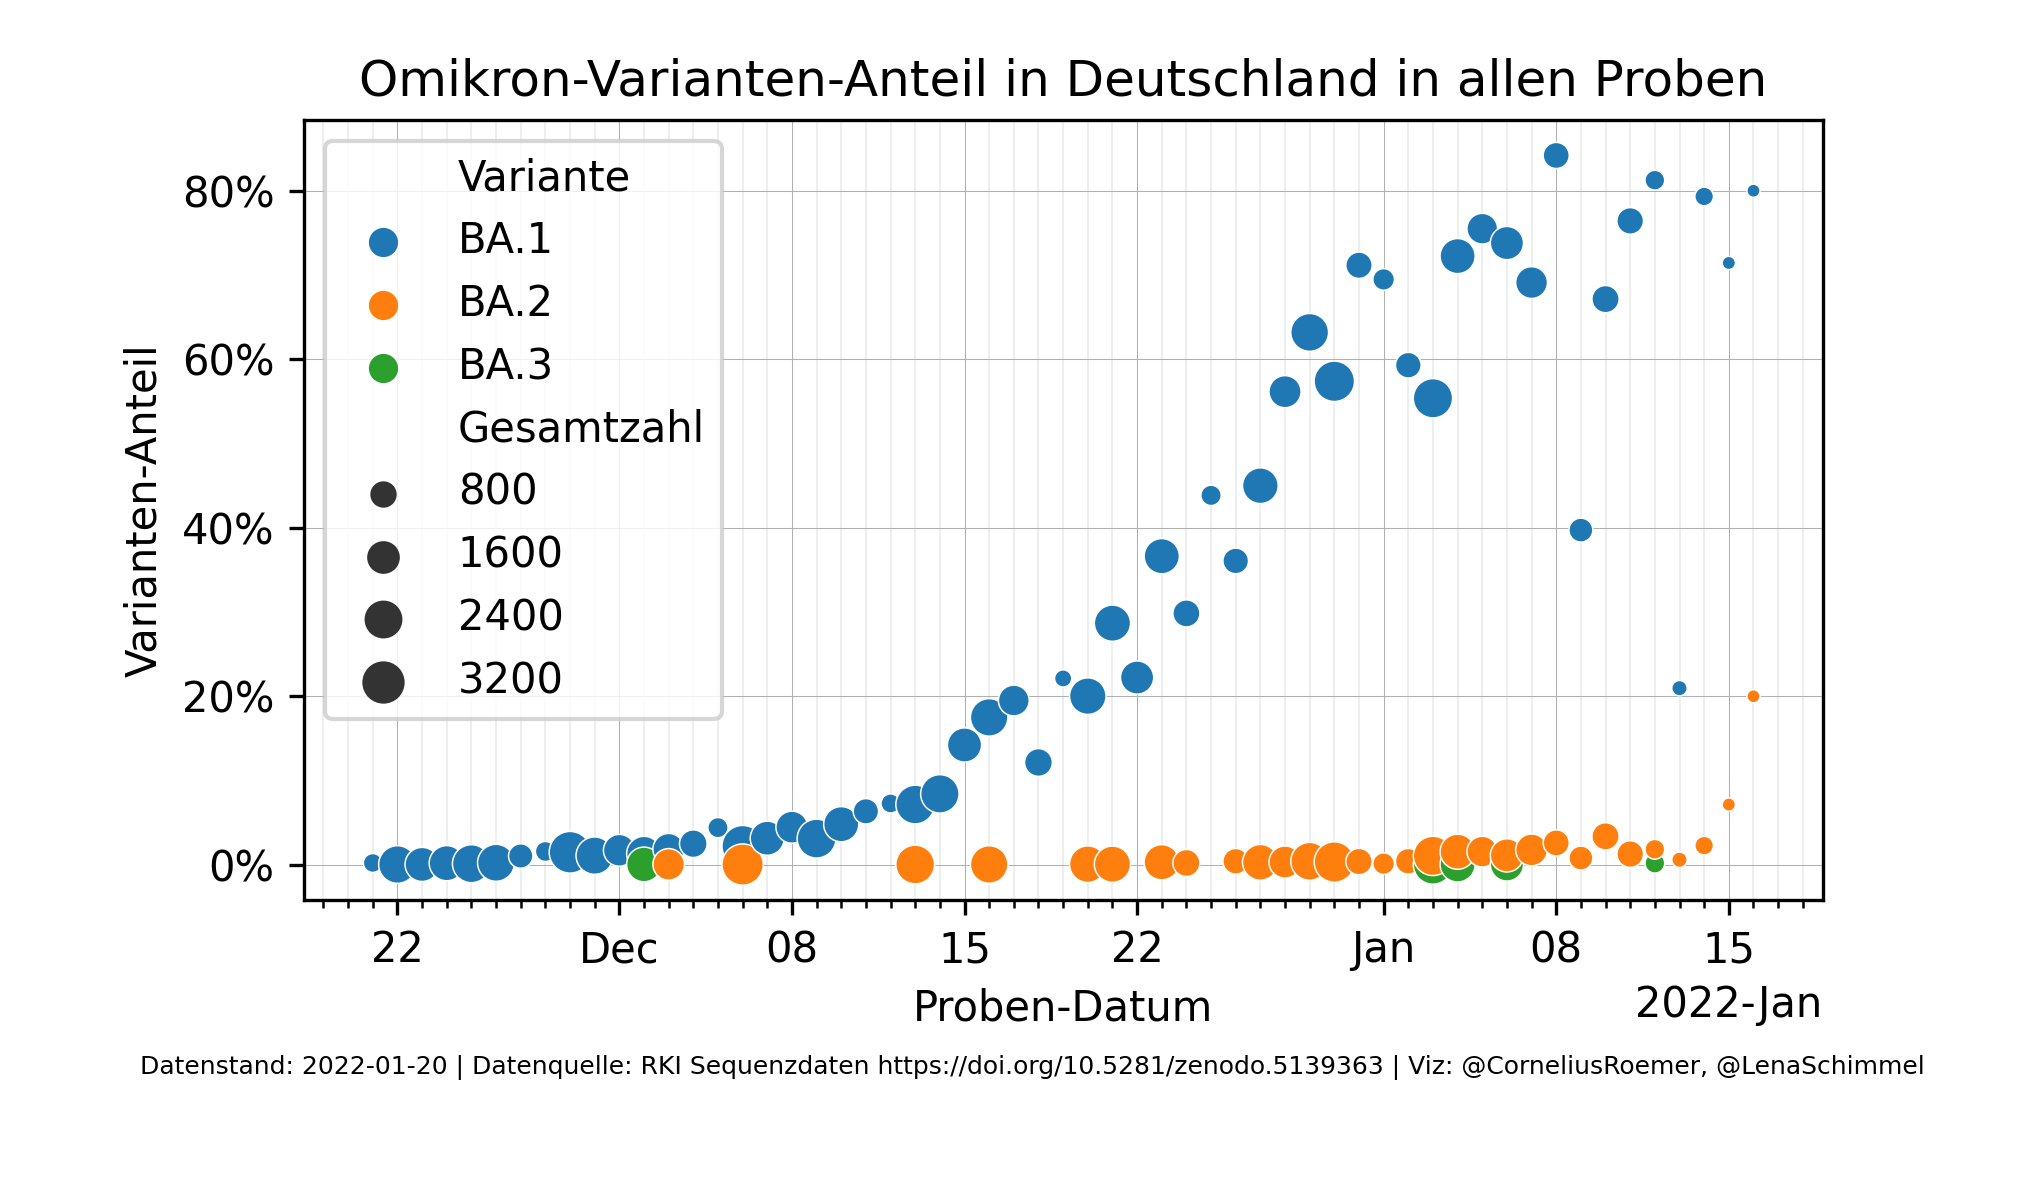 Omikron-Varianten-Anteil in Deutschland in allen Proben
Varianten-Anteil
80%
60%
40%
20%
0%
Variante
BA.1
BA.2
BA.3
Gesamtzahl
800
1600
2400
3200
22 Dec 08 15 22 Jan 08 15
Proben-Datum
2022-Jan
Datenstand: 2022-01-20 | Datenquelle: RKI Sequenzdaten https://doi.org/10.5281/zenodo.5139363 | Viz: @CorneliusRoemer, @LenaSchimmel